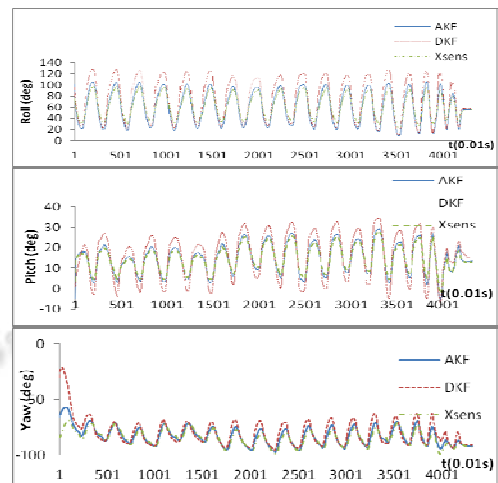 AKF
DKF
Xsens
140
120
100
80
60
40
20
0
Roll (deg)
t(0.01s)
1 501 1001 1501 2001 2501 3001 3501 4001
AKF
DKF
Xsens
40
30
20
10
0
-10
Pitch (deg)
t(0.01s)
1 501 1001 1501 2001 2501 3001 3501 4001
0
-50
-100
Yaw (deg)
AKF
DKF
Xsens
t(0.01s)
1 501 1001 1501 2001 2501 3001 3501 4001